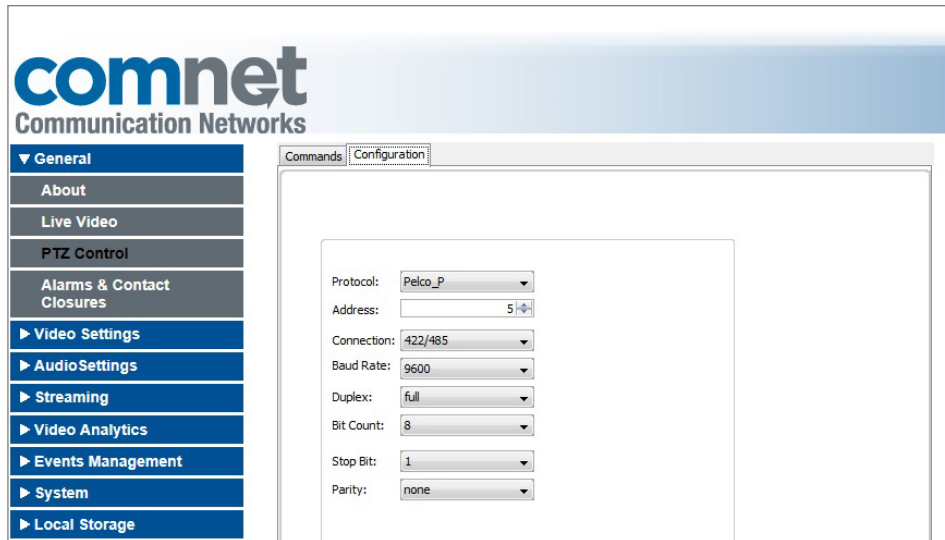 comnet
Communication Networks
General
About
Live Video
PTZ Control
Alarms & Contact
Closures
Video Settings
AudioSettings
Streaming
Video Analytics
Events Management
System
Local Storage
Commands Configuration
Protocol: Pelco_P
Address: 5
Connection: 422/485
Baud Rate: 9600
Duplex: full
Bit Count: 8
Stop Bit: 1
Parity: none